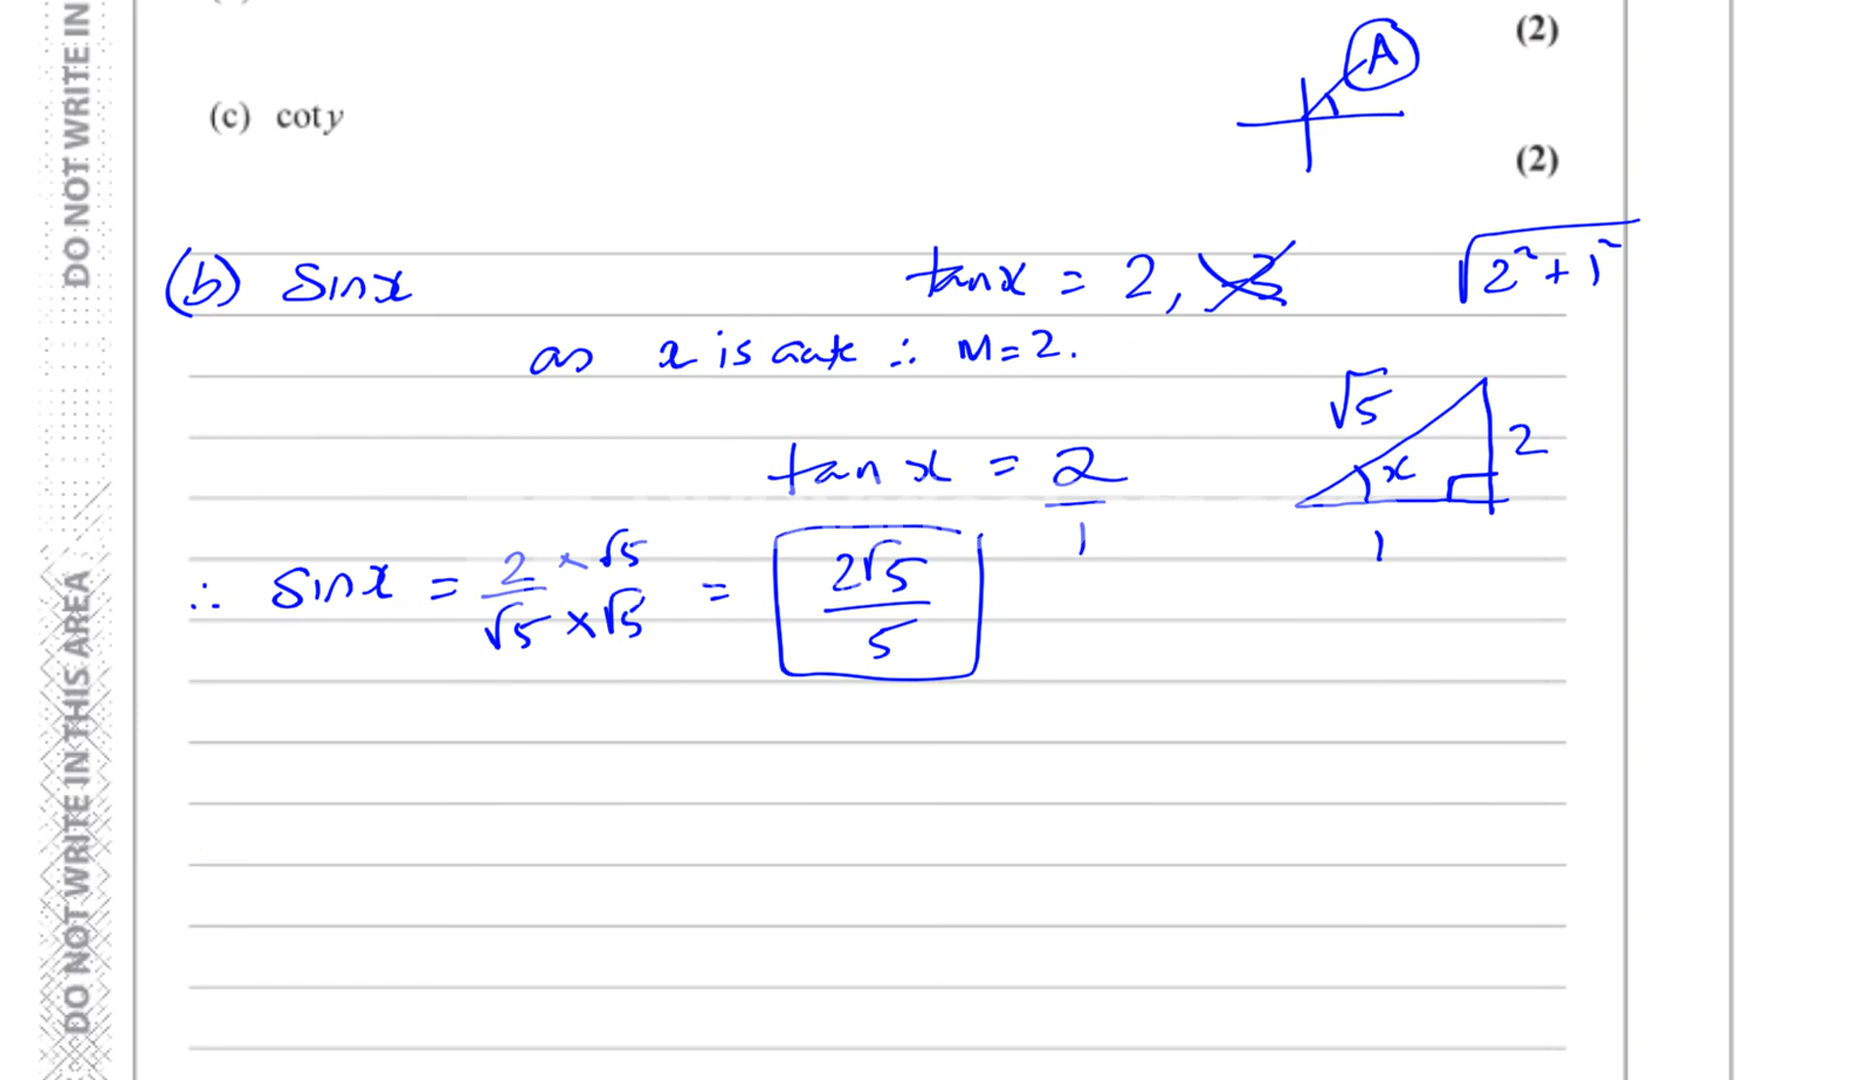 (2)
A
(c) cot y
(2)
(b) sin x
tan x = 2,
√2² + 1²
as x is acute ∴ M = 2.
√5
2
x
1
tan x = 2/1
∴ sin x = 2 × √5 / √5 × √5 = 2√5 / 5
DO NOT WRITE IN
DO NOT WRITE IN THIS AREA